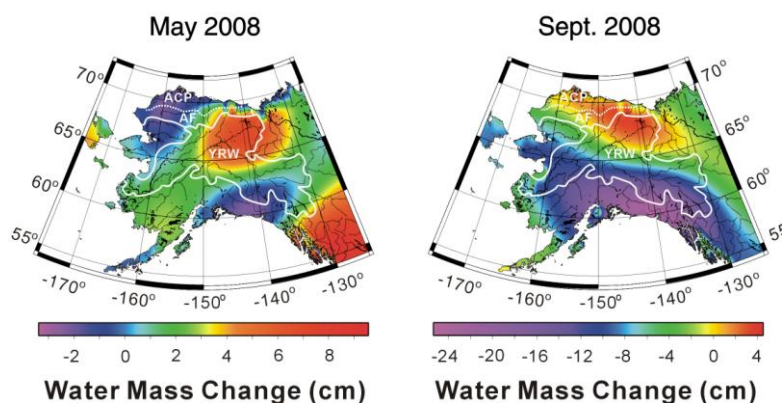 May 2008
Sept. 2008
70°
65°
60°
55°
-170°
-160°
-150°
-140°
-130°
ACP
AF
YRW
70°
65°
60°
55°
-170°
-160°
-150°
-140°
-130°
ACP
AF
YRW
-2 0 2 4 6 8
-24 -20 -16 -12 -8 -4 0 4
Water Mass Change (cm)
Water Mass Change (cm)